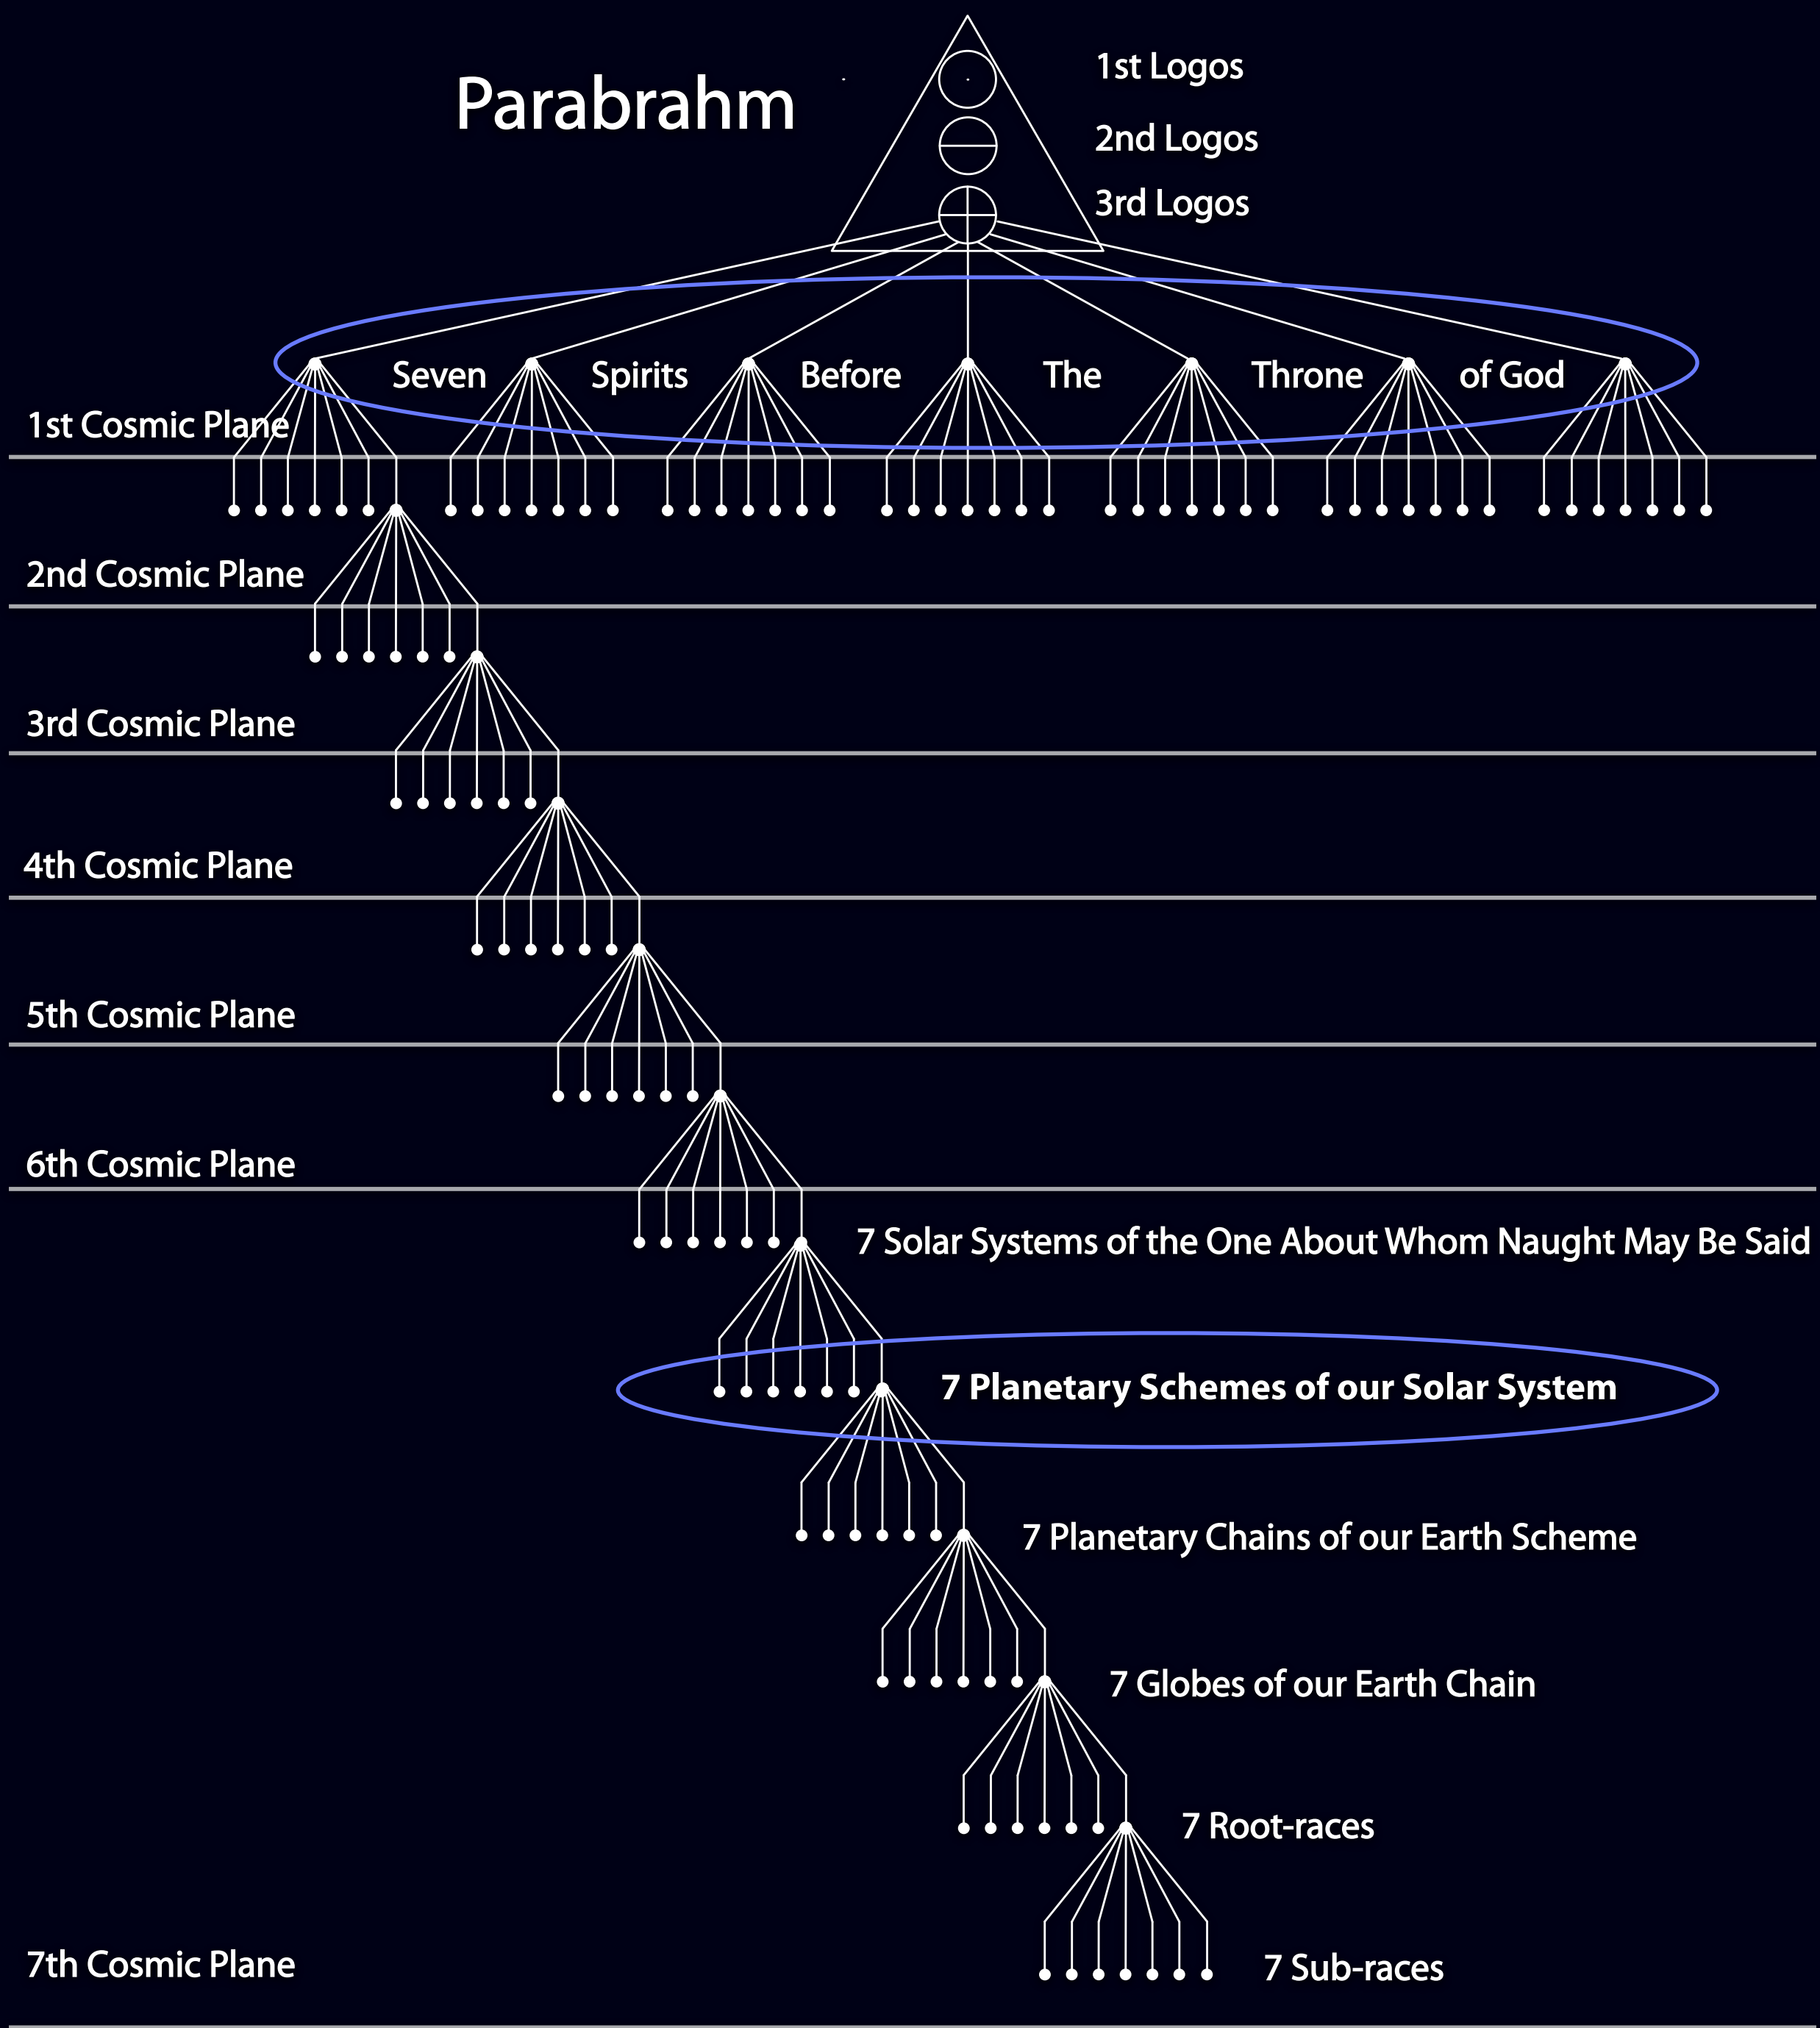 Parabrahm
1st Logos
2nd Logos
3rd Logos
Seven Spirits Before The Throne of God
1st Cosmic Plane
2nd Cosmic Plane
3rd Cosmic Plane
4th Cosmic Plane
5th Cosmic Plane
6th Cosmic Plane
7 Solar Systems of the One About Whom Naught May Be Said
7 Planetary Schemes of our Solar System
7 Planetary Chains of our Earth Scheme
7 Globes of our Earth Chain
7 Root-races
7th Cosmic Plane
7 Sub-races